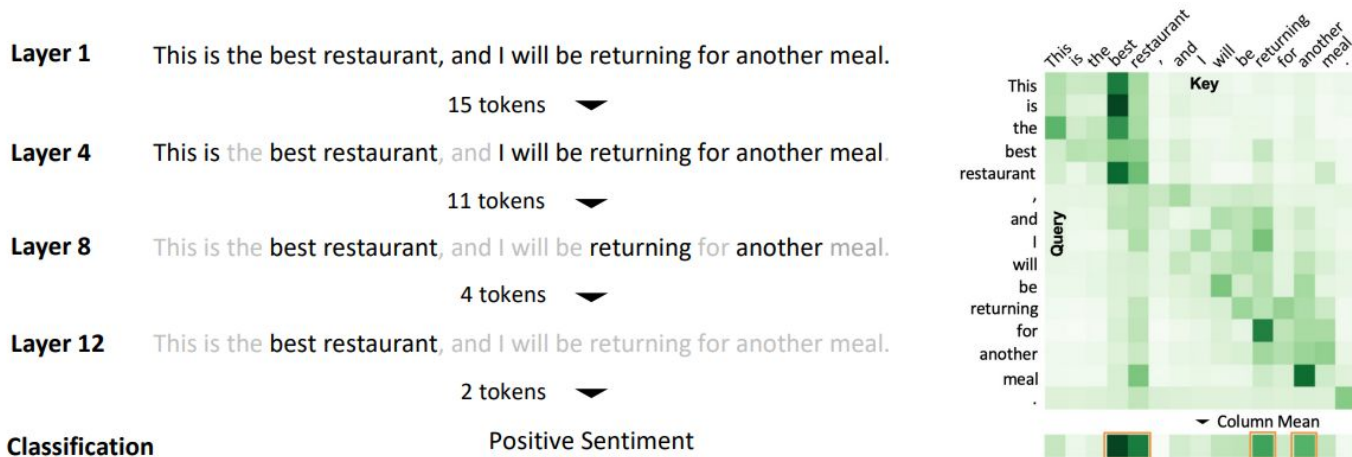 Layer 1 This is the best restaurant, and I will be returning for another meal.
15 tokens
Layer 4 This is the best restaurant, and I will be returning for another meal.
11 tokens
Layer 8 This is the best restaurant, and I will be returning for another meal.
4 tokens
Layer 12 This is the best restaurant, and I will be returning for another meal.
2 tokens
Classification Positive Sentiment
This is the best restaurant , and I will be returning for another meal .
Key
Query
This
is
the
best
restaurant
,
and
I
will
be
returning
for
another
meal
.
Column Mean